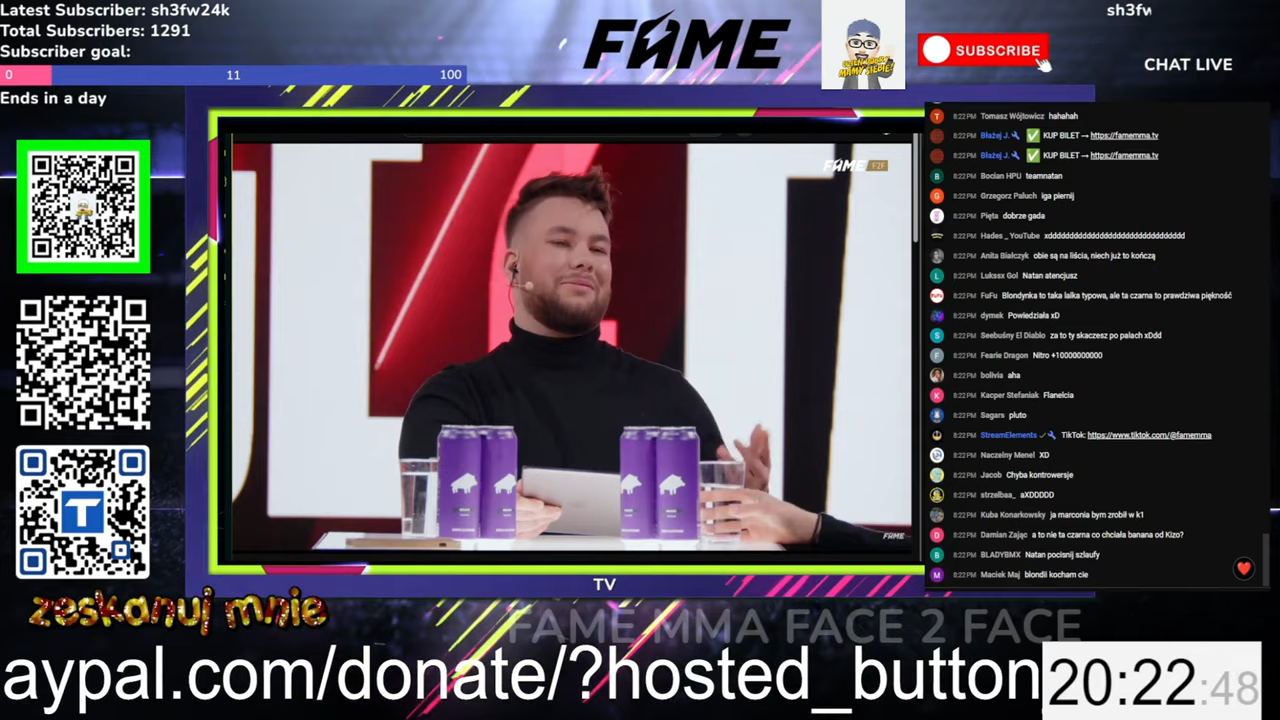 Latest Subscriber: sh3fw24k
Total Subscribers: 1291
Subscriber goal:
0 11 100
Ends in a day
FAME
DZIEŃ DOBRY
MAMY CIEBIE!
SUBSCRIBE
sh3fw
CHAT LIVE
FAME F2F
8:22 PM Tomasz Wójtowicz hahahah
8:22 PM Błażej J. KUP BILET → https://famemma.tv
8:22 PM Błażej J. KUP BILET → https://famemma.tv
8:22 PM Bocian HPU teamnatan
8:22 PM Grzegorz Paluch iga piernij
8:22 PM Pięta dobrze gada
8:22 PM Hades _ YouTube xdddddddddddddddddddddddddddddddd
8:22 PM Anita Białczyk obie są na liścia, niech już to kończą
8:22 PM Lukssx Gol Natan atencjusz
8:22 PM FuFu Blondynka to taka lalka typowa, ale ta czarna to prawdziwa piękność
8:22 PM dymek Powiedziała xD
8:22 PM Seebuśny El Diablo za to ty skaczesz po palach xDdd
8:22 PM Fearie Dragon Nitro +10000000000
8:22 PM bolivia aha
8:22 PM Kacper Stefaniak Flanelcia
8:22 PM Sagars pluto
8:22 PM StreamElements TikTok: https://www.tiktok.com/@famemma
8:22 PM Naczelny Menel XD
8:22 PM Jacob Chyba kontrowersje
8:22 PM strzelbaa_ aXDDDDD
8:22 PM Kuba Konarkowsky ja marconia bym zrobił w k1
8:22 PM Damian Zając a to nie ta czarna co chciała banana od Kizo?
8:22 PM BLADYBMX Natan pocisnij szlaufy
8:22 PM Maciek Maj blondii kocham cie
FAME
T
TV
zeskanuj mnie
FAME MMA FACE 2 FACE
aypal.com/donate/?hosted_button
20:22:48